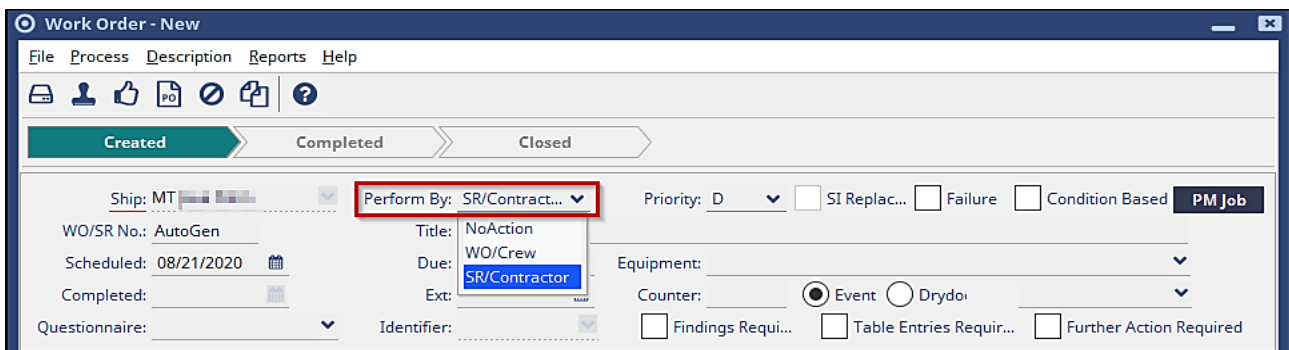 Work Order - New
File Process Description Reports Help
PO
Created Completed Closed
Ship: MT Perform By: SR/Contract... Priority: D SI Replac... Failure Condition Based PM Job
WO/SR No.: AutoGen Title: NoAction
WO/Crew
Scheduled: 08/21/2020 Due: SR/Contractor Equipment:
Completed: Ext: Counter: Event Drydo
Questionnaire: Identifier: Findings Requi... Table Entries Requir... Further Action Required